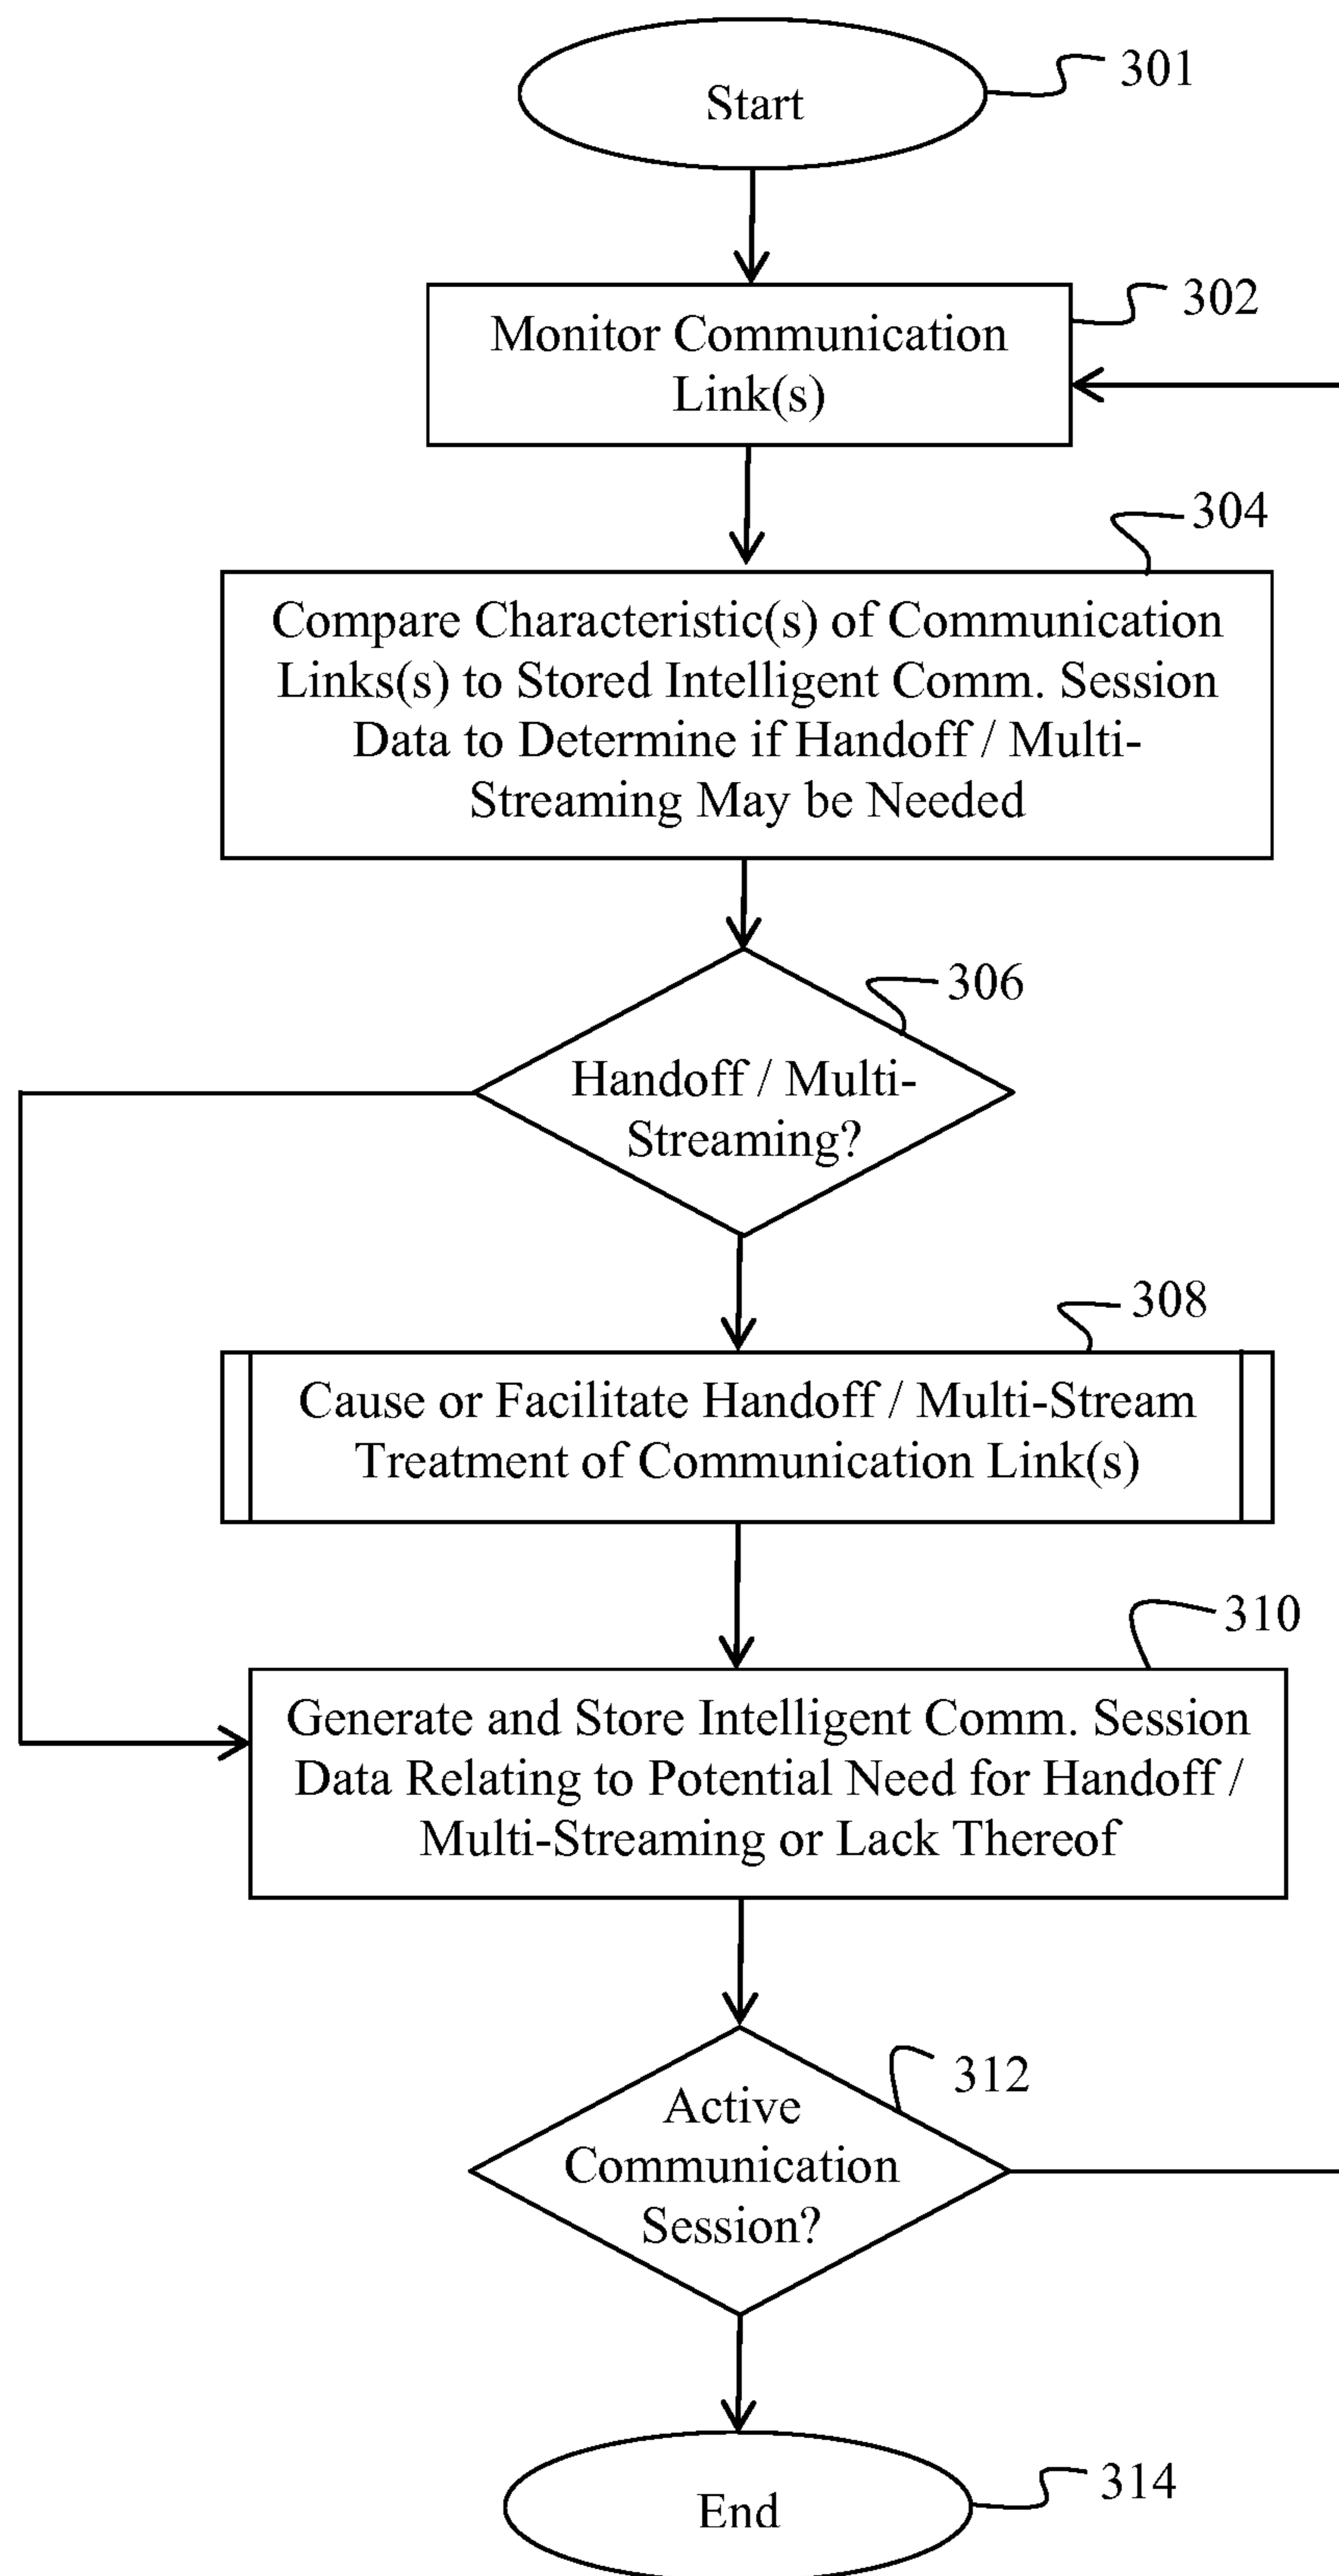 Start
301
Monitor Communication
Link(s)
302
304
Compare Characteristic(s) of Communication
Links(s) to Stored Intelligent Comm. Session
Data to Determine if Handoff / Multi-
Streaming May be Needed
306
Handoff / Multi-
Streaming?
308
Cause or Facilitate Handoff / Multi-Stream
Treatment of Communication Link(s)
310
Generate and Store Intelligent Comm. Session
Data Relating to Potential Need for Handoff /
Multi-Streaming or Lack Thereof
312
Active
Communication
Session?
End
314